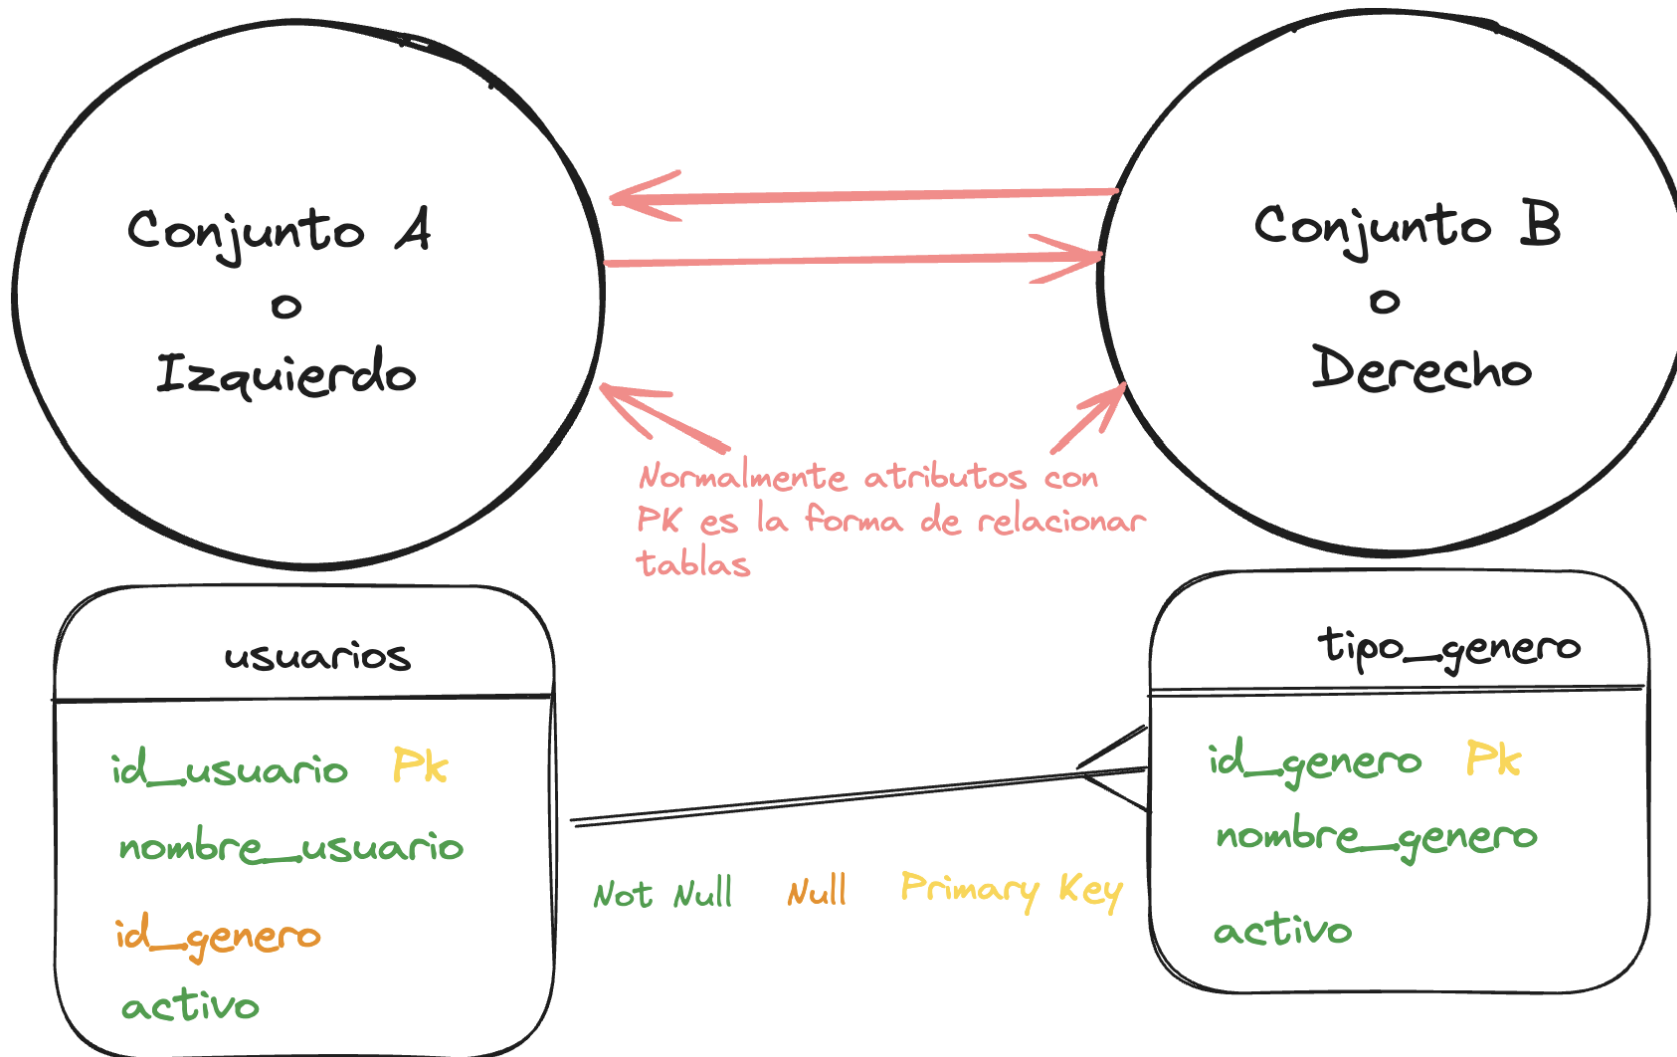 Conjunto A
o
Izquierdo
Conjunto B
o
Derecho
Normalmente atributos con
PK es la forma de relacionar
tablas
usuarios
id_usuario Pk
nombre_usuario
id_genero
activo
Not Null Null Primary Key
tipo_genero
id_genero Pk
nombre_genero
activo